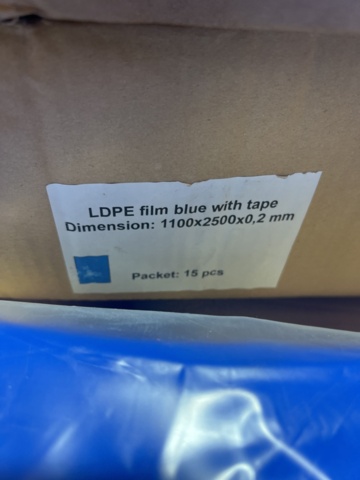 LDPE film blue with tape
Dimension: 1100x2500x0,2 mm
Packet: 15 pcs